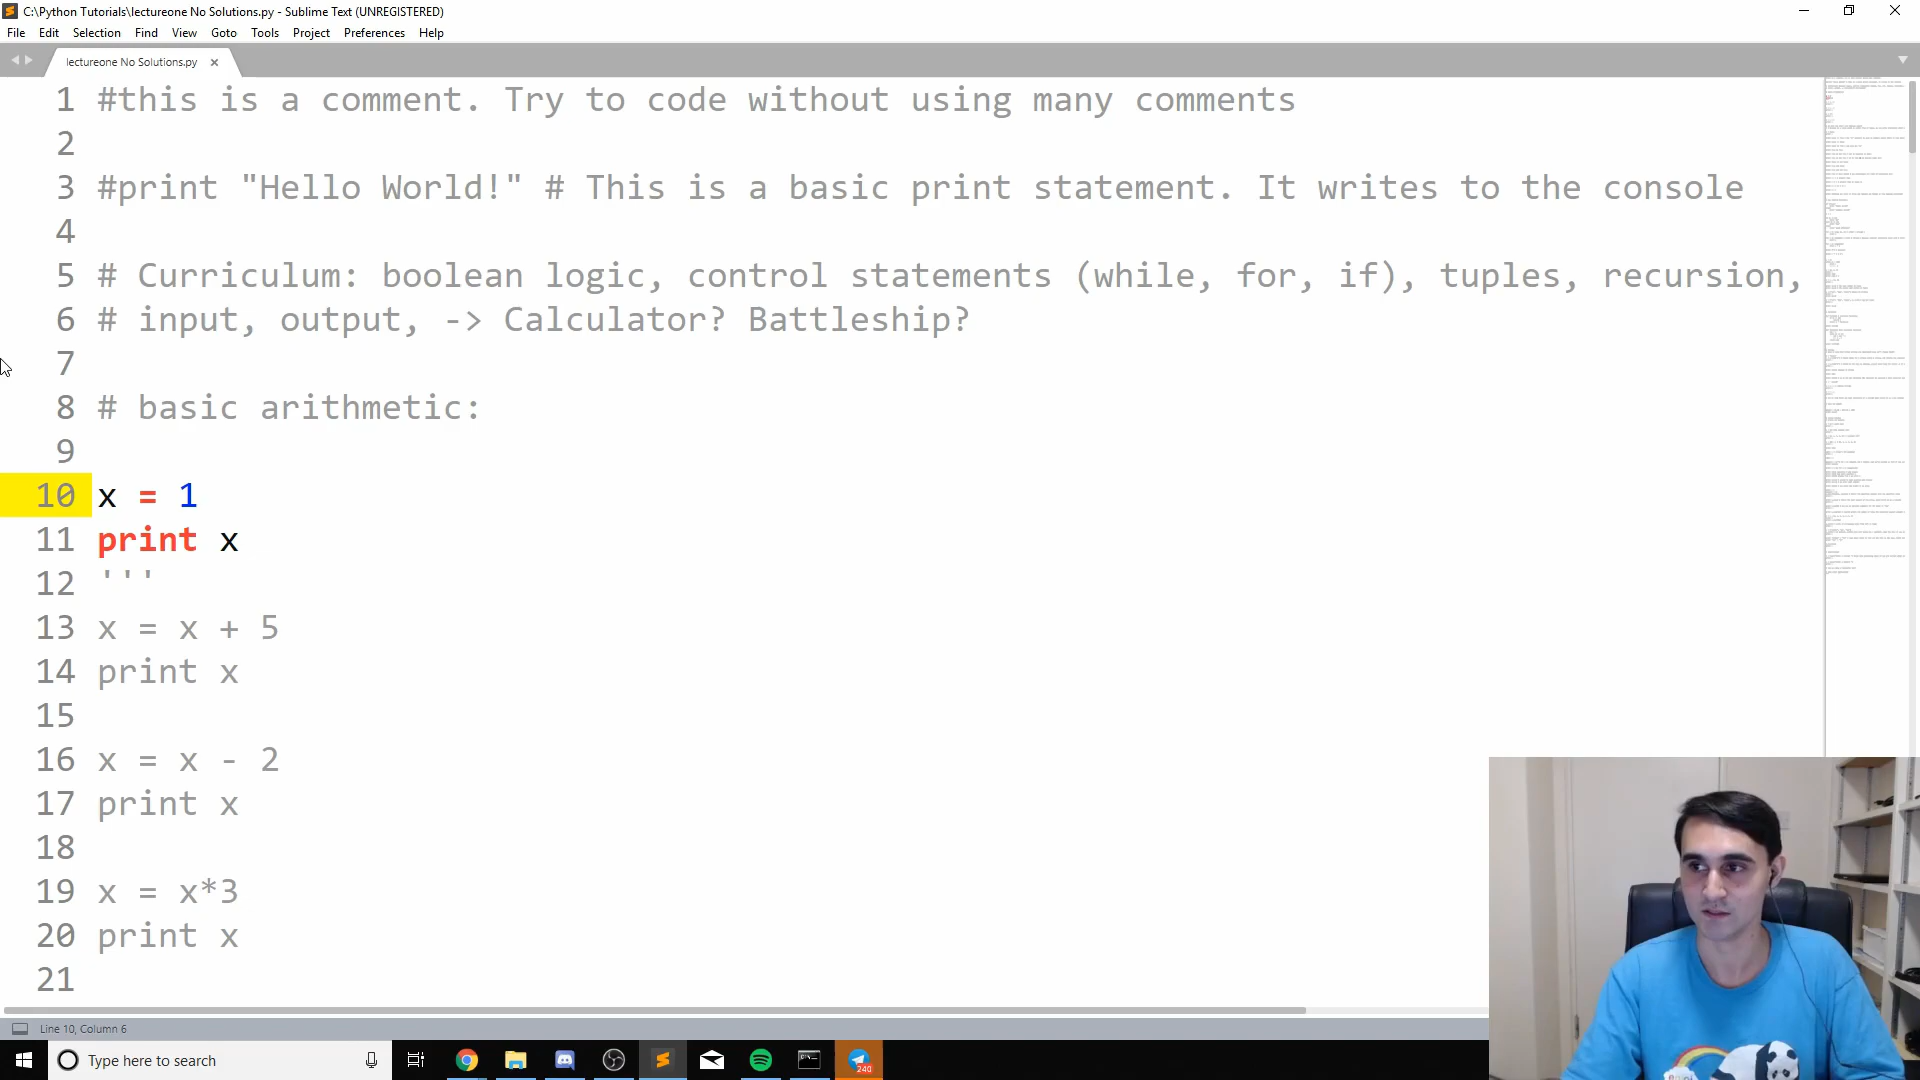 C:\Python Tutorials\lectureone No Solutions.py - Sublime Text (UNREGISTERED)
File Edit Selection Find View Goto Tools Project Preferences Help
lectureone No Solutions.py
1 #this is a comment. Try to code without using many comments
2
3 #print "Hello World!" # This is a basic print statement. It writes to the console
4
5 # Curriculum: boolean logic, control statements (while, for, if), tuples, recursion,
6 # input, output, -> Calculator? Battleship?
7
8 # basic arithmetic:
9
10 x = 1
11 print x
12 '''
13 x = x + 5
14 print x
15
16 x = x - 2
17 print x
18
19 x = x*3
20 print x
21
Line 10, Column 6
Type here to search
240